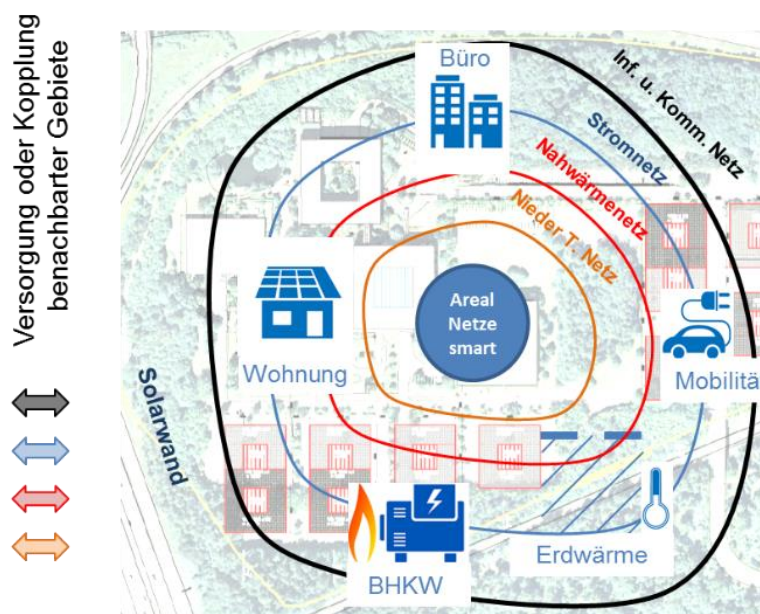 Versorgung oder Kopplung
benachbarter Gebiete
Büro
Inf. u. Komm. Netz
Stromnetz
Nahwärmenetz
Nieder T. Netz
Areal
Netze
smart
Wohnung
Mobilitä
Solarwand
BHKW
Erdwärme